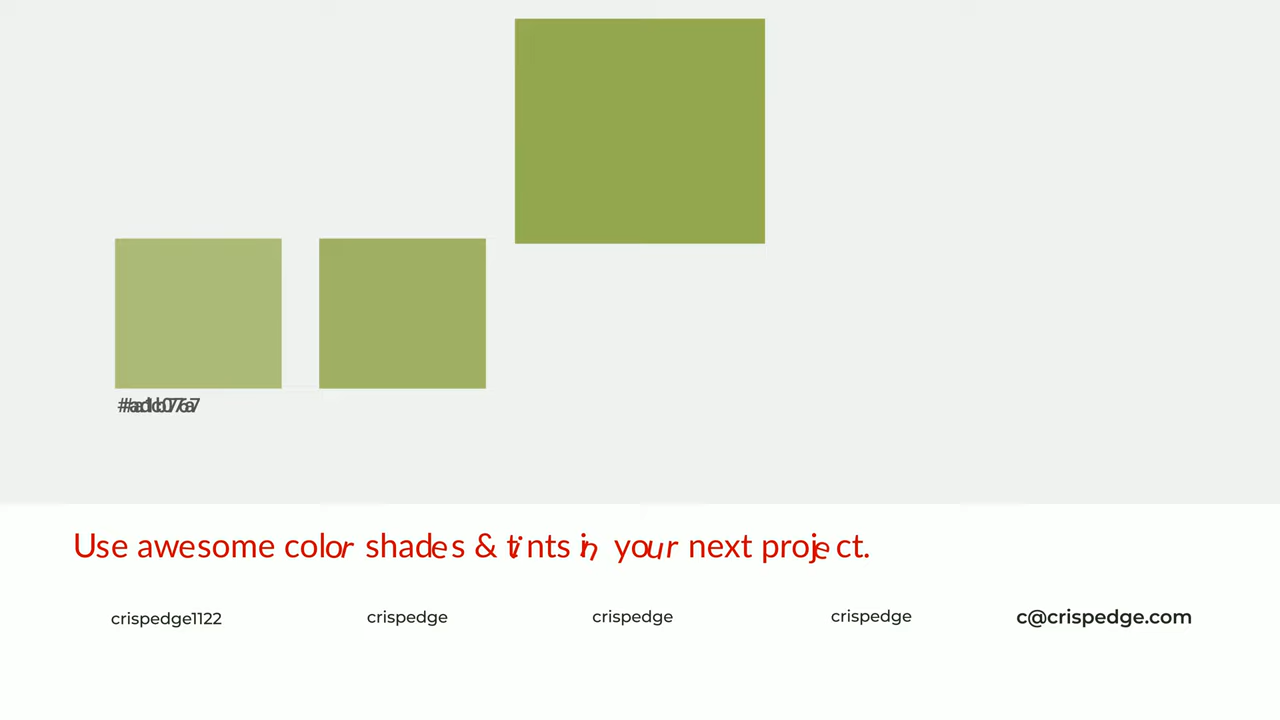 Use awesome color shades & tints in your next project.
crispedge1122 crispedge crispedge crispedge c@crispedge.com